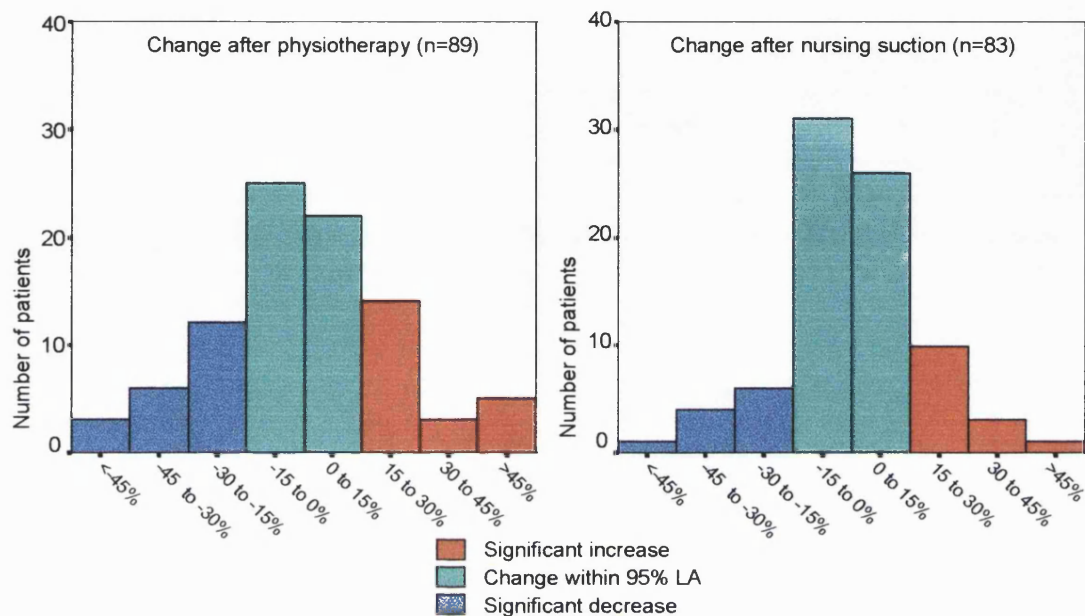 Change after physiotherapy (n=89)
40
30
20
10
0
Number of patients
<-45%
-45 to -30%
-30 to -15%
-15 to 0%
0 to 15%
15 to 30%
30 to 45%
>45%
Change after nursing suction (n=83)
40
30
20
10
0
Number of patients
<-45%
-45 to -30%
-30 to -15%
-15 to 0%
0 to 15%
15 to 30%
30 to 45%
>45%
Significant increase
Change within 95% LA
Significant decrease